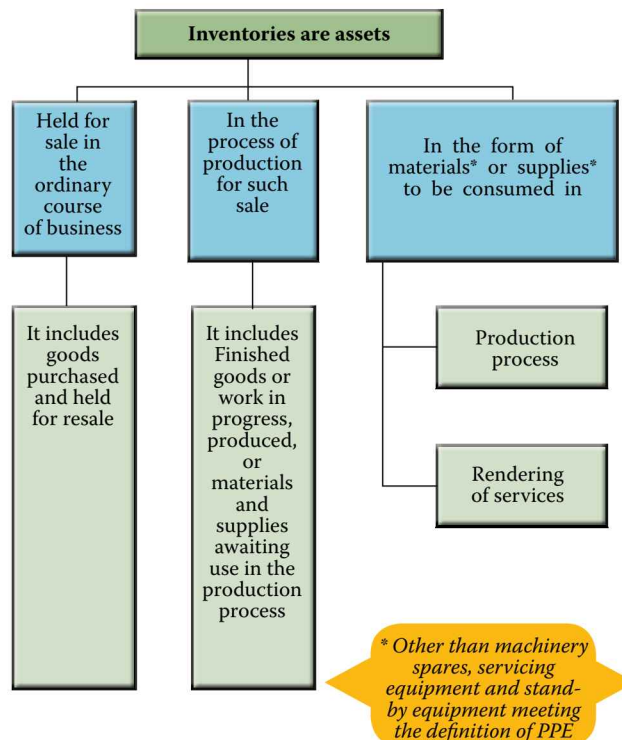 Inventories are assets
Held for
sale in
the
ordinary
course
of business
In the
process of
production
for such
sale
In the form of
materials* or supplies*
to be consumed in
It includes
goods
purchased
and held
for resale
It includes
Finished
goods or
work in
progress,
produced,
or
materials
and
supplies
awaiting
use in the
production
process
Production
process
Rendering
of services
* Other than machinery
spares, servicing
equipment and stand-
by equipment meeting
the definition of PPE